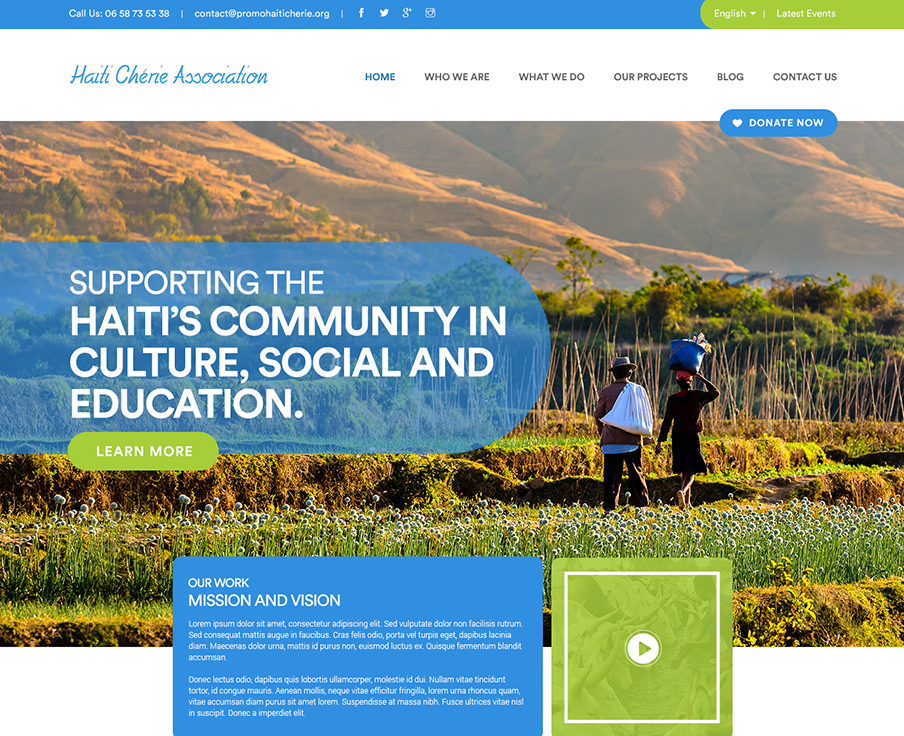 Call Us: 06 58 73 53 38 | contact@promohaiticherie.org |
English | Latest Events
Haiti Chérie Association
HOME WHO WE ARE WHAT WE DO OUR PROJECTS BLOG CONTACT US
DONATE NOW
SUPPORTING THE
HAITI'S COMMUNITY IN
CULTURE, SOCIAL AND
EDUCATION.
LEARN MORE
OUR WORK
MISSION AND VISION
Lorem ipsum dolor sit amet, consectetur adipiscing elit. Sed vulputate dolor non facilisis rutrum.
Sed consequat mattis augue in faucibus. Cras felis odio, porta vel turpis eget, dapibus lacinia
diam. Maecenas dolor urna, mattis id purus non, euismod luctus ex. Quisque fermentum blandit
accumsan.
Donec lectus odio, dapibus quis lobortis ullamcorper, molestie id dui. Nullam vitae tincidunt
tortor, id congue mauris. Aenean mollis, neque vitae efficitur fringilla, lorem urna rhoncus quam,
vitae accumsan diam purus sit amet lorem. Suspendisse at massa nibh. Fusce ultrices vitae nisl
in suscipit. Donec a imperdiet elit.